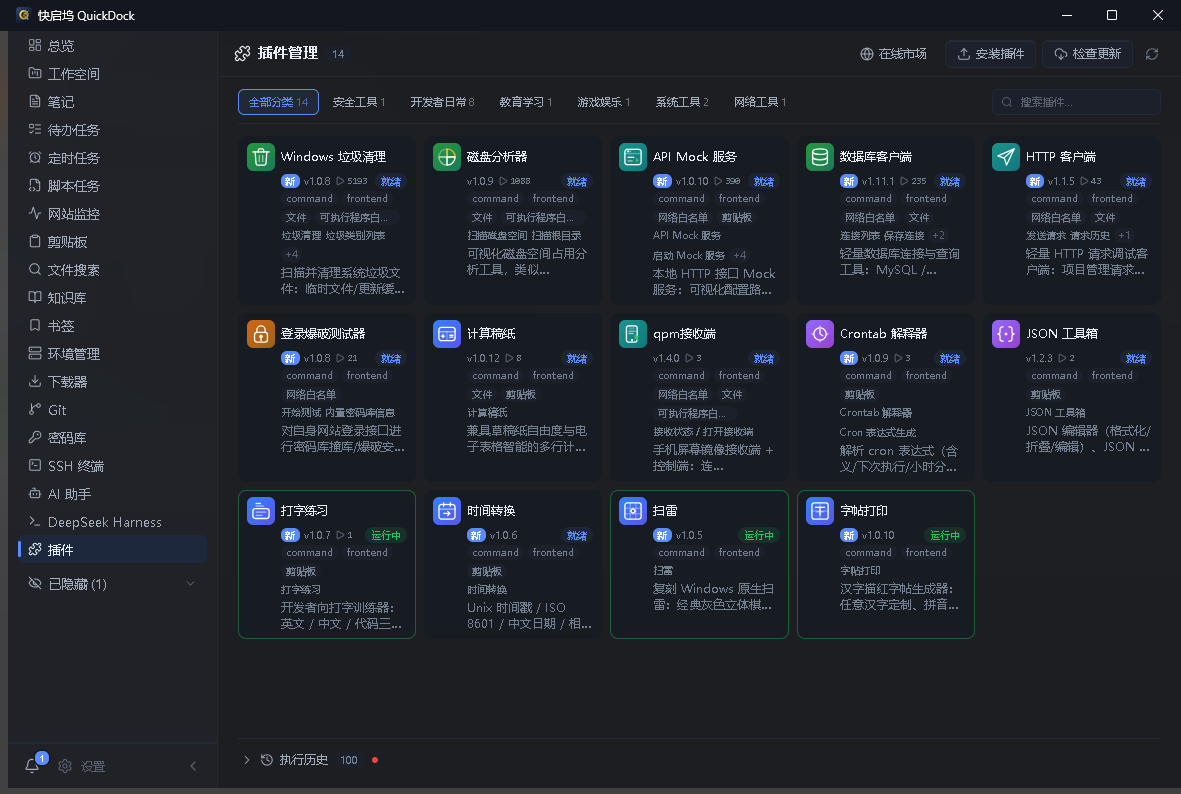 快启坞 QuickDock
总览
工作空间
笔记
待办任务
定时任务
脚本任务
网站监控
剪贴板
文件搜索
知识库
书签
环境管理
下载器
Git
密码库
SSH 终端
AI 助手
DeepSeek Harness
插件
已隐藏 (1)
1
设置
插件管理 14
在线市场
安装插件
检查更新
全部分类 14
安全工具 1
开发者日常 8
教育学习 1
游戏娱乐 1
系统工具 2
网络工具 1
搜索插件...
Windows 垃圾清理
新 v1.0.8 5193 就绪
command frontend
文件 可执行程序白...
垃圾清理 垃圾类别列表
+4
扫描并清理系统垃圾文
件：临时文件/更新缓...
磁盘分析器
v1.0.9 1088 就绪
command frontend
文件 可执行程序白...
扫描磁盘空间 扫描根目录
可视化磁盘空间占用分
析工具，类似...
API Mock 服务
新 v1.0.10 390 就绪
command frontend
网络白名单 剪贴板
API Mock 服务
启动 Mock 服务 +4
本地 HTTP 接口 Mock
服务：可视化配置路...
数据库客户端
新 v1.11.1 235 就绪
command frontend
网络白名单 文件
连接列表 保存连接 +2
轻量数据库连接与查询
工具：MySQL /...
HTTP 客户端
新 v1.1.5 43 就绪
command frontend
网络白名单 文件
发送请求 请求历史 +1
轻量 HTTP 请求调试客
户端：项目管理请求...
登录爆破测试器
新 v1.0.8 21 就绪
command frontend
网络白名单
开始测试 内置密码库信息
对自身网站登录接口进
行密码库撞库/爆破安...
计算稿纸
v1.0.12 8 就绪
command frontend
文件 剪贴板
计算稿纸
兼具草稿纸自由度与电
子表格智能的多行计...
qpm接收端
v1.4.0 3 就绪
command frontend
网络白名单 文件
可执行程序白...
接收状态 / 打开接收端
手机屏幕镜像接收端 +
控制端：连...
Crontab 解释器
新 v1.0.9 3 就绪
command frontend
剪贴板
Crontab 解释器
Cron 表达式生成
解析 cron 表达式（含
义/下次执行/小时分...
JSON 工具箱
v1.2.3 2 就绪
command frontend
剪贴板
JSON 工具箱
JSON 编辑器（格式化/
折叠/编辑）、JSON ...
打字练习
新 v1.0.7 1 运行中
command frontend
剪贴板
打字练习
开发者向打字训练器：
英文 / 中文 / 代码三...
时间转换
新 v1.0.6 就绪
command frontend
剪贴板
时间转换
Unix 时间戳 / ISO
8601 / 中文日期 / 相...
扫雷
新 v1.0.5 运行中
command frontend
扫雷
复刻 Windows 原生扫
雷：经典灰色立体棋...
字帖打印
新 v1.0.10 运行中
command frontend
字帖打印
汉字描红字帖生成器：
任意汉字定制、拼音...
执行历史 100